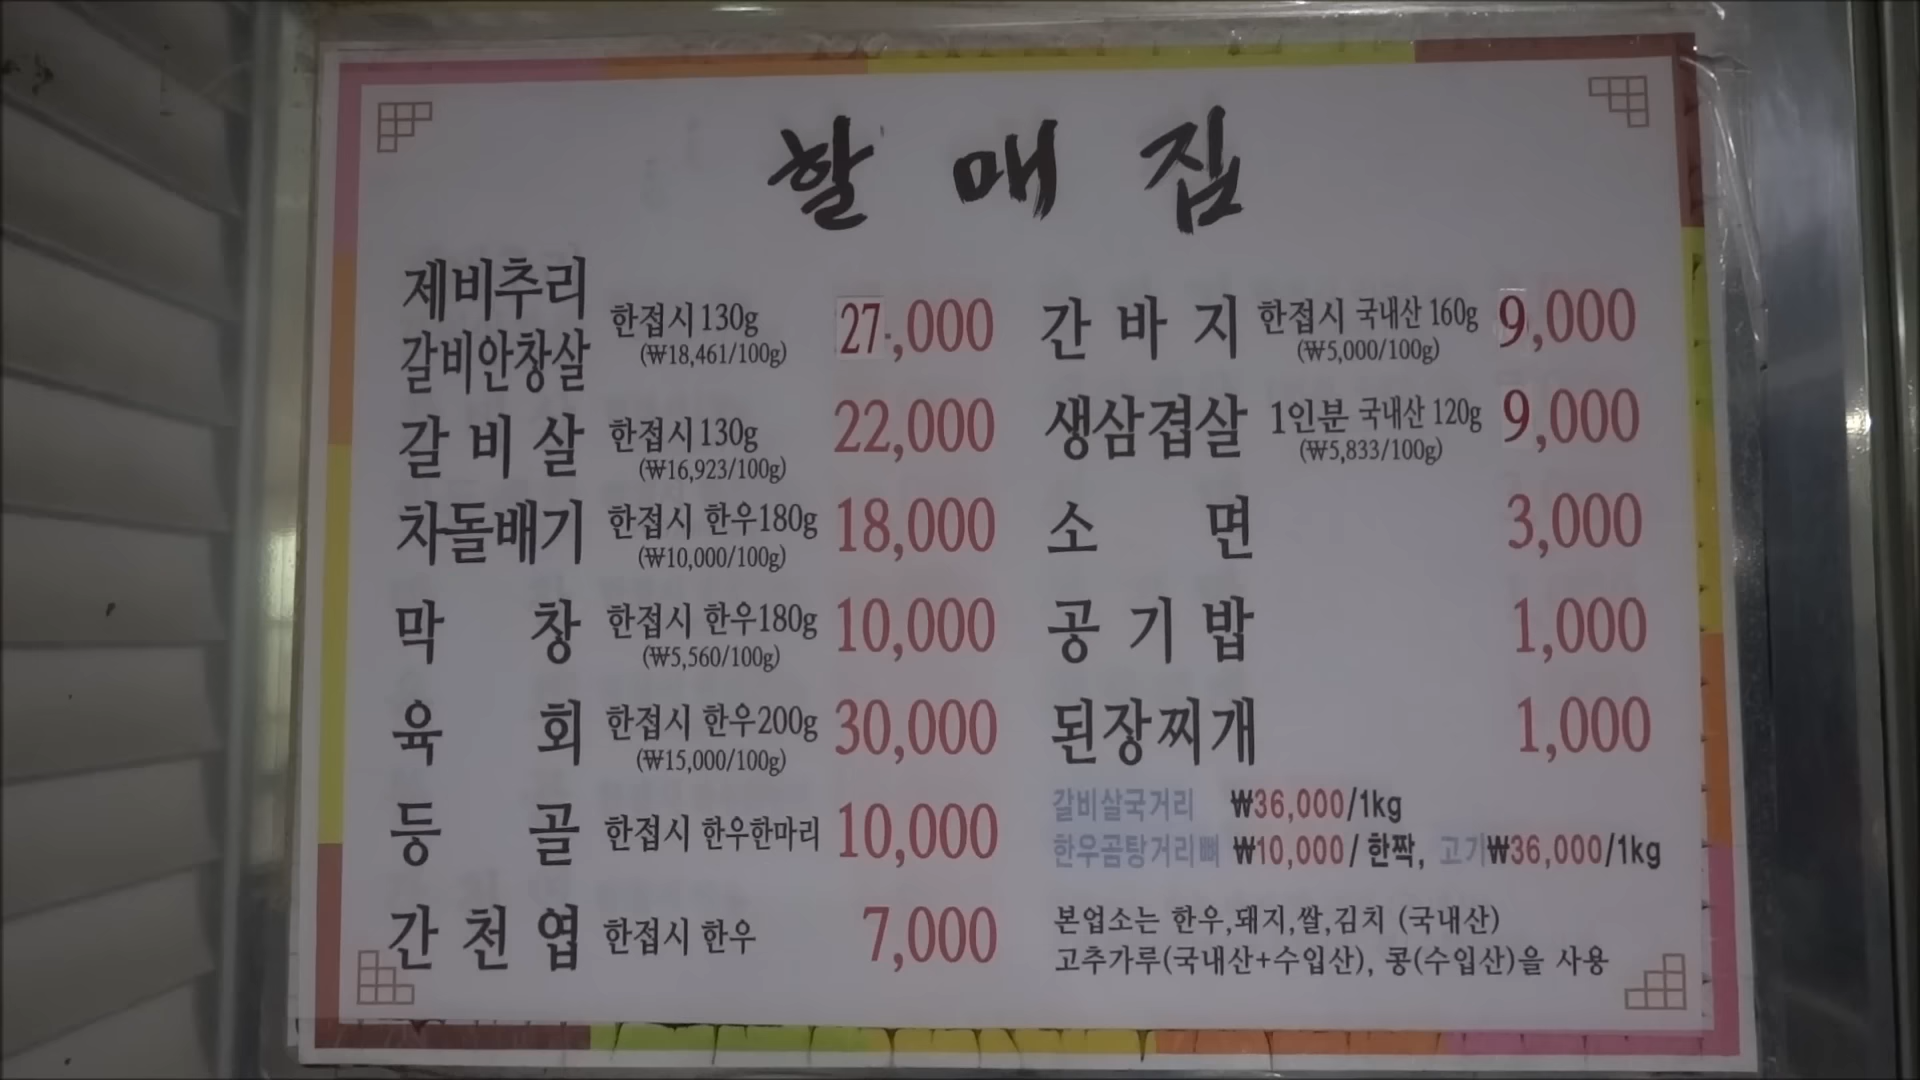 할매집
제비추리
갈비안창살 한접시 130g 27,000
(₩18,461/100g)
갈비살 한접시 130g 22,000
(₩16,923/100g)
차돌배기 한접시 한우180g 18,000
(₩10,000/100g)
막창 한접시 한우180g 10,000
(₩5,560/100g)
육회 한접시 한우200g 30,000
(₩15,000/100g)
등골 한접시 한우한마리 10,000
간천엽 한접시 한우 7,000
간바지 한접시 국내산 160g 9,000
(₩5,000/100g)
생삼겹살 1인분 국내산 120g 9,000
(₩5,833/100g)
소면 3,000
공기밥 1,000
된장찌개 1,000
갈비살국거리 ₩36,000/1kg
한우곰탕거리뼈 ₩10,000/한짝, 고기₩36,000/1kg
본업소는 한우,돼지,쌀,김치 (국내산)
고추가루(국내산+수입산), 콩(수입산)을 사용